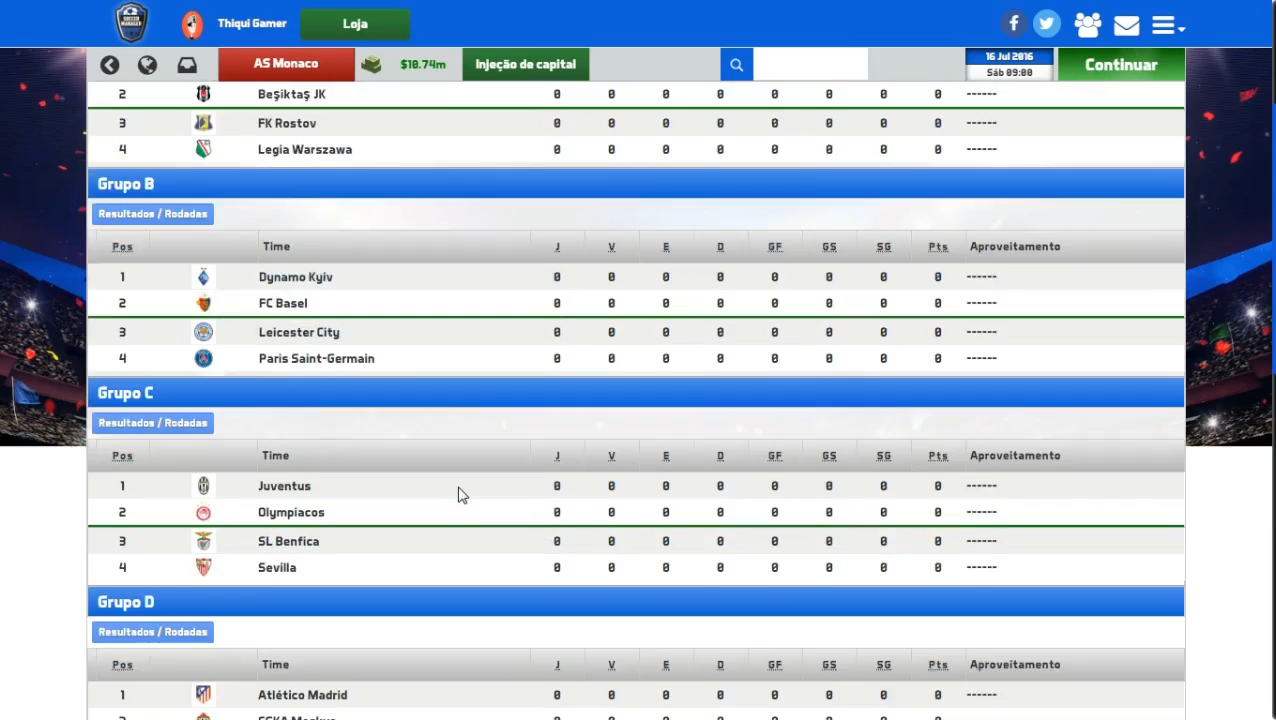 SOCCER MANAGER
Thiqui Gamer
Loja
AS Monaco
$10.74m
Injeção de capital
16 Jul 2016
Sáb 09:00
Continuar
2 Beşiktaş JK 0 0 0 0 0 0 0 0 ------
3 FK Rostov 0 0 0 0 0 0 0 0 ------
4 Legia Warszawa 0 0 0 0 0 0 0 0 ------
Grupo B
Resultados / Rodadas
Pos Time J V E D GF GS SG Pts Aproveitamento
1 Dynamo Kyiv 0 0 0 0 0 0 0 0 ------
2 FC Basel 0 0 0 0 0 0 0 0 ------
3 Leicester City 0 0 0 0 0 0 0 0 ------
4 Paris Saint-Germain 0 0 0 0 0 0 0 0 ------
Grupo C
Resultados / Rodadas
Pos Time J V E D GF GS SG Pts Aproveitamento
1 Juventus 0 0 0 0 0 0 0 0 ------
2 Olympiacos 0 0 0 0 0 0 0 0 ------
3 SL Benfica 0 0 0 0 0 0 0 0 ------
4 Sevilla 0 0 0 0 0 0 0 0 ------
Grupo D
Resultados / Rodadas
Pos Time J V E D GF GS SG Pts Aproveitamento
1 Atlético Madrid 0 0 0 0 0 0 0 0 ------